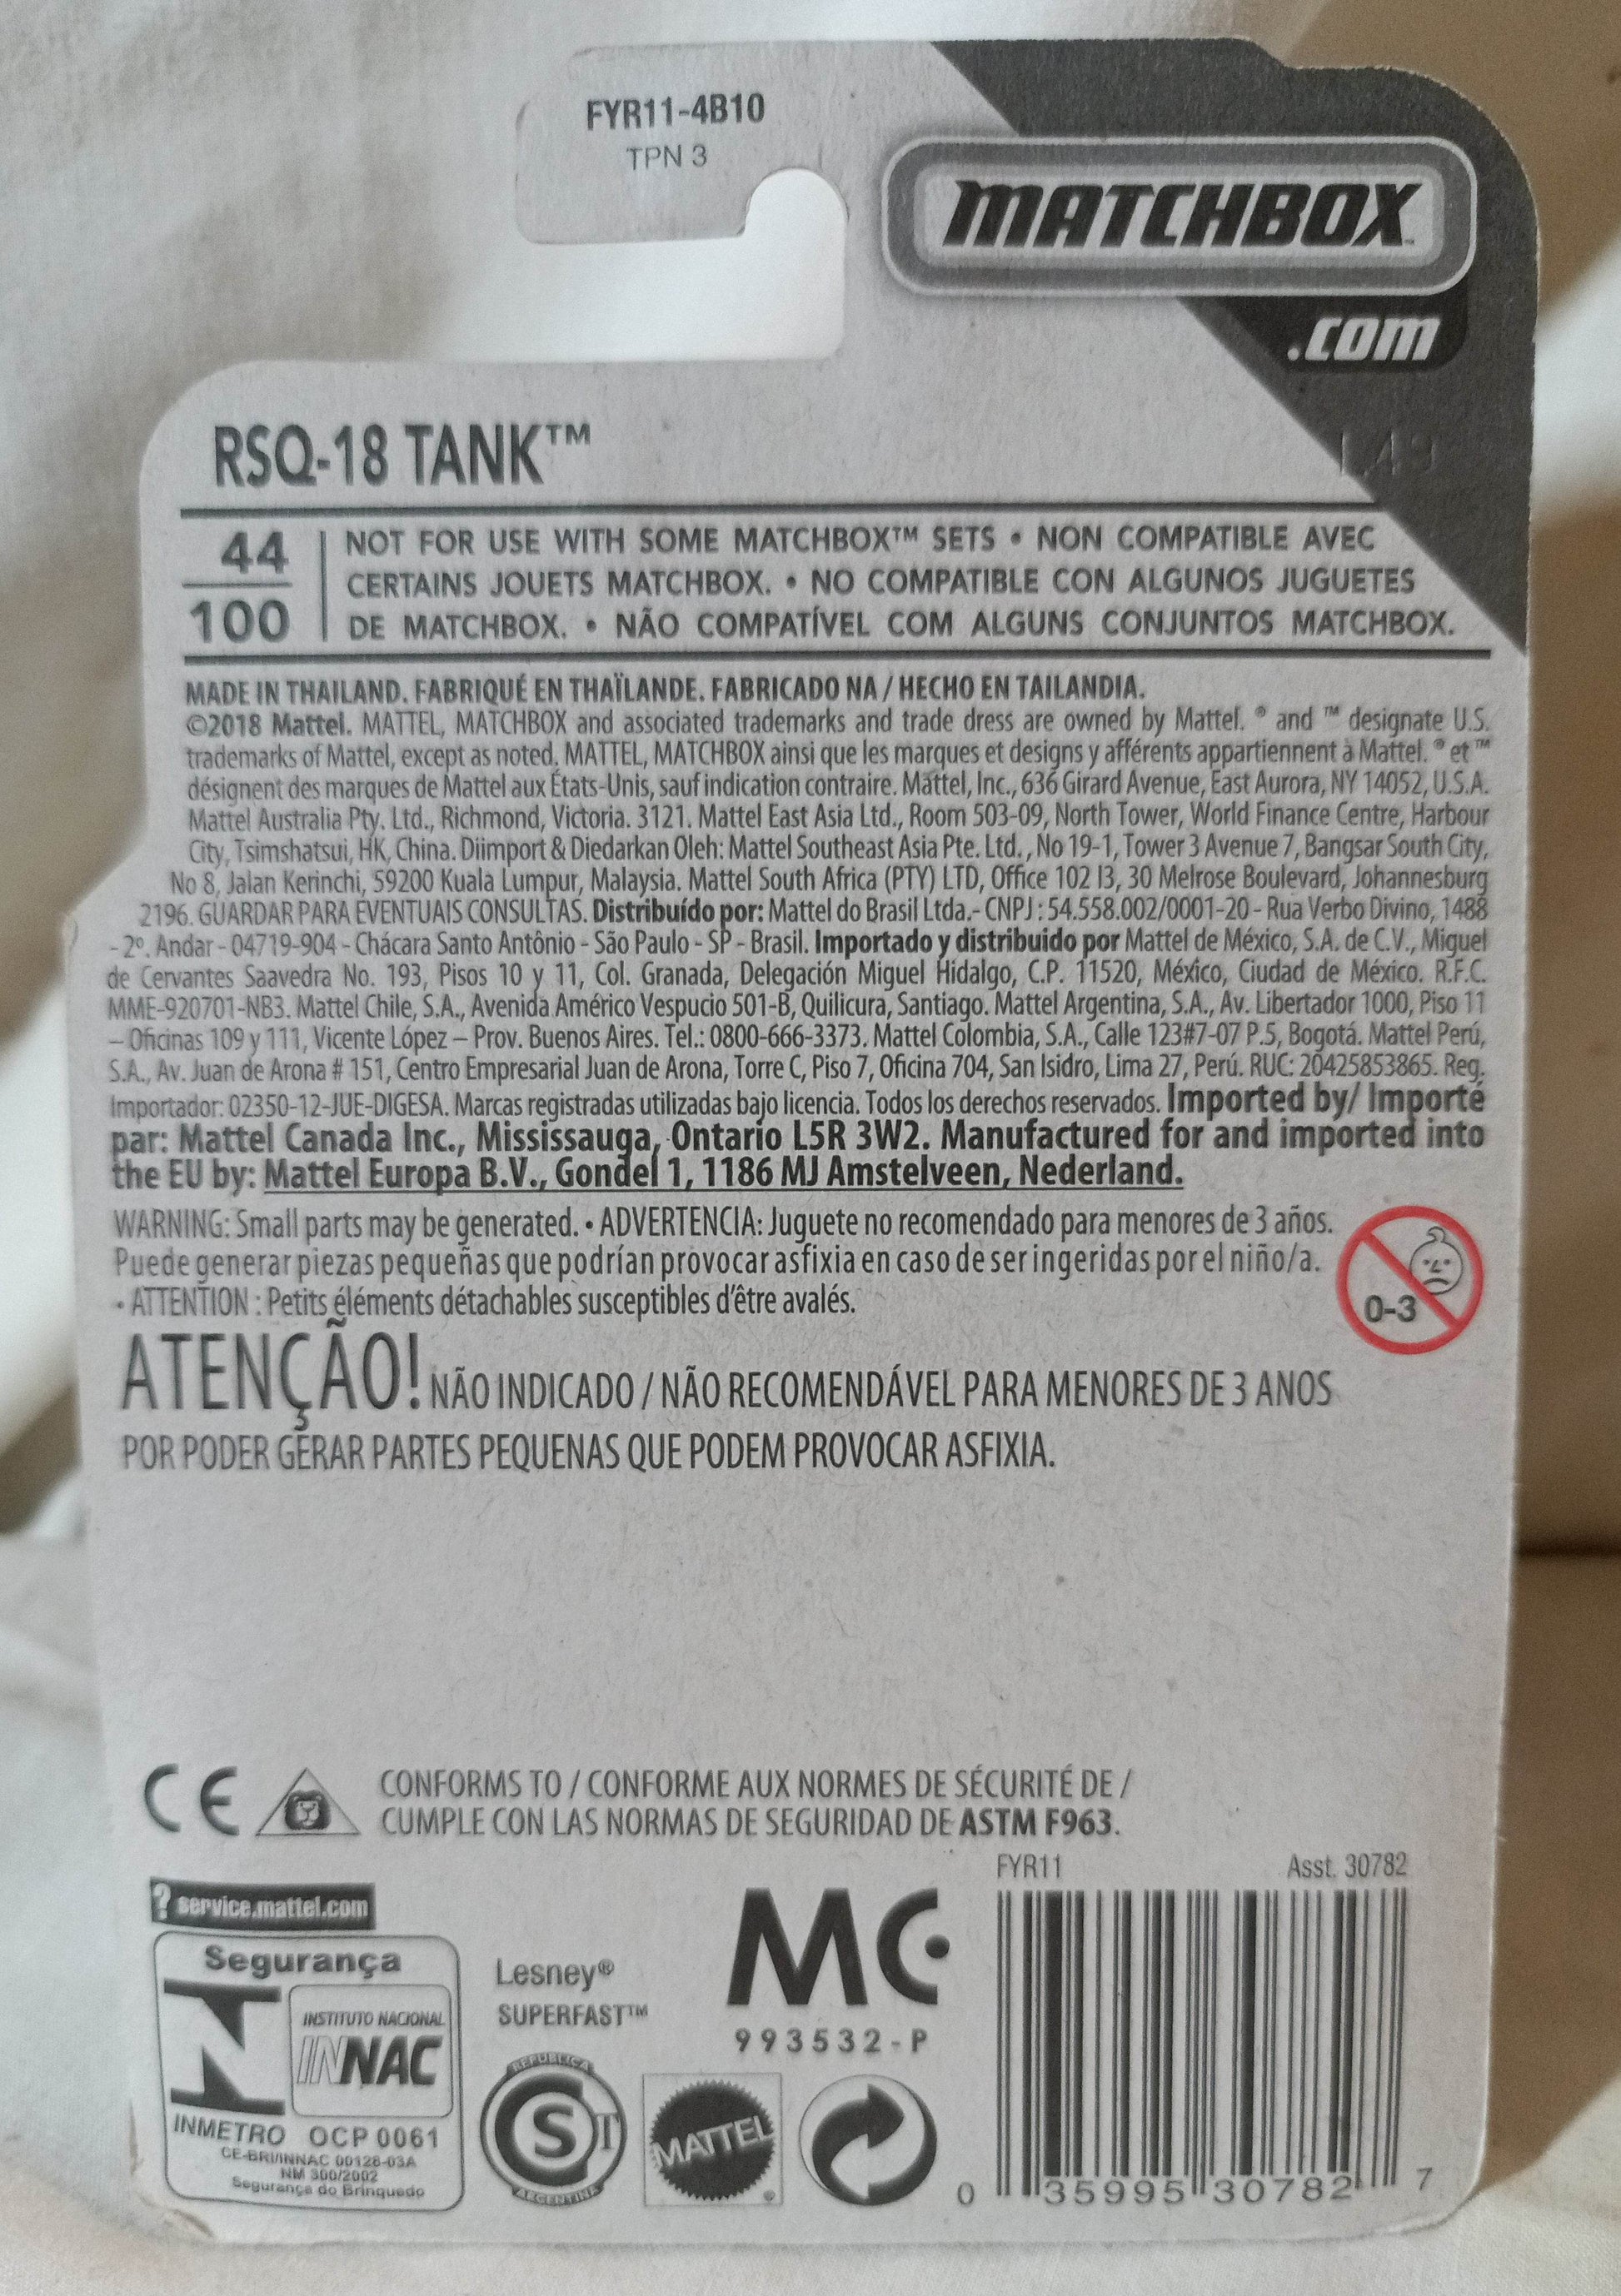 FYR11-4B10
TPN 3
MATCHBOX™
.com
L49
RSQ-18 TANK™
44
100
NOT FOR USE WITH SOME MATCHBOX™ SETS • NON COMPATIBLE AVEC
CERTAINS JOUETS MATCHBOX. • NO COMPATIBLE CON ALGUNOS JUGUETES
DE MATCHBOX. • NÃO COMPATÍVEL COM ALGUNS CONJUNTOS MATCHBOX.
MADE IN THAILAND. FABRIQUÉ EN THAÏLANDE. FABRICADO NA / HECHO EN TAILANDIA.
©2018 Mattel. MATTEL, MATCHBOX and associated trademarks and trade dress are owned by Mattel. ® and ™ designate U.S.
trademarks of Mattel, except as noted. MATTEL, MATCHBOX ainsi que les marques et designs y afférents appartiennent à Mattel. ® et ™
désignent des marques de Mattel aux États-Unis, sauf indication contraire. Mattel, Inc., 636 Girard Avenue, East Aurora, NY 14052, U.S.A.
Mattel Australia Pty. Ltd., Richmond, Victoria. 3121. Mattel East Asia Ltd., Room 503-09, North Tower, World Finance Centre, Harbour
City, Tsimshatsui, HK, China. Diimport & Diedarkan Oleh: Mattel Southeast Asia Pte. Ltd., No 19-1, Tower 3 Avenue 7, Bangsar South City,
No 8, Jalan Kerinchi, 59200 Kuala Lumpur, Malaysia. Mattel South Africa (PTY) LTD, Office 102 I3, 30 Melrose Boulevard, Johannesburg
2196. GUARDAR PARA EVENTUAIS CONSULTAS. Distribuído por: Mattel do Brasil Ltda.- CNPJ : 54.558.002/0001-20 - Rua Verbo Divino, 1488
- 2º. Andar - 04719-904 - Chácara Santo Antônio - São Paulo - SP - Brasil. Importado y distribuido por Mattel de México, S.A. de C.V., Miguel
de Cervantes Saavedra No. 193, Pisos 10 y 11, Col. Granada, Delegación Miguel Hidalgo, C.P. 11520, México, Ciudad de México. R.F.C.
MME-920701-NB3. Mattel Chile, S.A., Avenida Américo Vespucio 501-B, Quilicura, Santiago. Mattel Argentina, S.A., Av. Libertador 1000, Piso 11
– Oficinas 109 y 111, Vicente López – Prov. Buenos Aires. Tel.: 0800-666-3373. Mattel Colombia, S.A., Calle 123#7-07 P.5, Bogotá. Mattel Perú,
S.A., Av. Juan de Arona # 151, Centro Empresarial Juan de Arona, Torre C, Piso 7, Oficina 704, San Isidro, Lima 27, Perú. RUC: 20425853865. Reg.
Importador: 02350-12-JUE-DIGESA. Marcas registradas utilizadas bajo licencia. Todos los derechos reservados. Imported by/ Importé
par: Mattel Canada Inc., Mississauga, Ontario L5R 3W2. Manufactured for and imported into
the EU by: Mattel Europa B.V., Gondel 1, 1186 MJ Amstelveen, Nederland.
WARNING: Small parts may be generated. • ADVERTENCIA: Juguete no recomendado para menores de 3 años.
Puede generar piezas pequeñas que podrían provocar asfixia en caso de ser ingeridas por el niño/a.
• ATTENTION : Petits éléments détachables susceptibles d'être avalés.
0-3
ATENÇÃO! NÃO INDICADO / NÃO RECOMENDÁVEL PARA MENORES DE 3 ANOS
POR PODER GERAR PARTES PEQUENAS QUE PODEM PROVOCAR ASFIXIA.
CE
CONFORMS TO / CONFORME AUX NORMES DE SÉCURITÉ DE /
CUMPLE CON LAS NORMAS DE SEGURIDAD DE ASTM F963.
FYR11
Asst. 30782
? service.mattel.com
Segurança
INSTITUTO NACIONAL
INNAC
INMETRO OCP 0061
CE-BRI/INNAC 00128-03A
NM 300/2002
Segurança do Brinquedo
Lesney®
SUPERFAST™
MC
993532-P
REPUBLICA
S T
ARGENTINA
MATTEL®
0 35995 30782 7